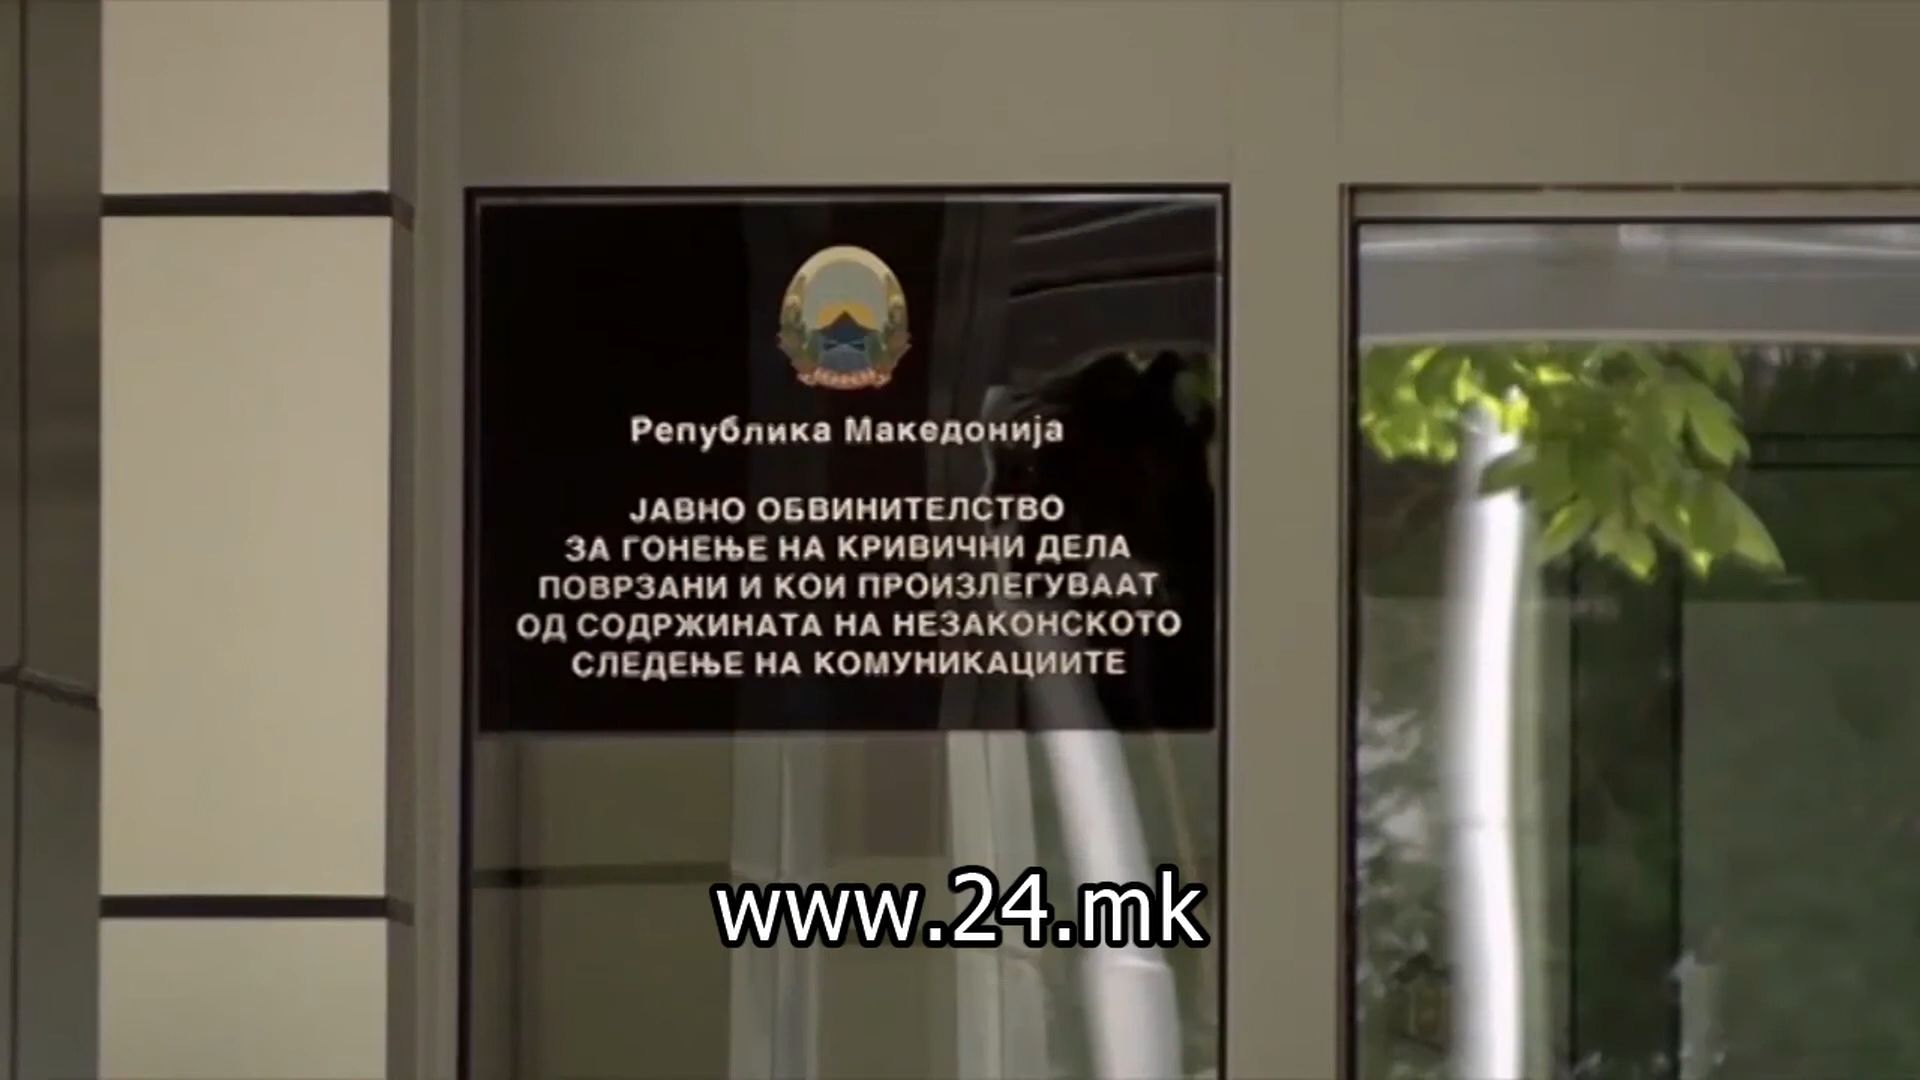 Република Македонија
ЈАВНО ОБВИНИТЕЛСТВО
ЗА ГОНЕЊЕ НА КРИВИЧНИ ДЕЛА
ПОВРЗАНИ И КОИ ПРОИЗЛЕГУВААТ
ОД СОДРЖИНАТА НА НЕЗАКОНСКОТО
СЛЕДЕЊЕ НА КОМУНИКАЦИИТЕ
www.24.mk